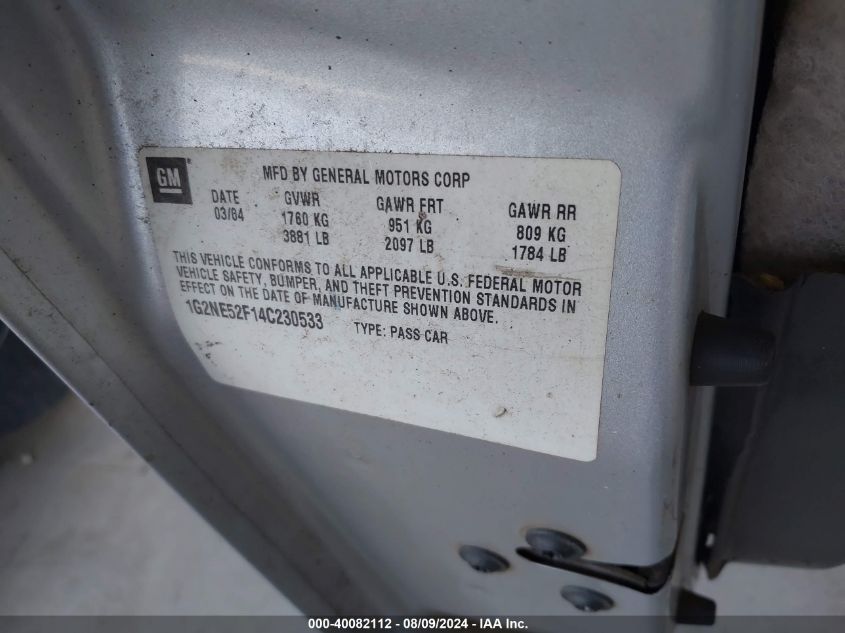 GM
MFD BY GENERAL MOTORS CORP
DATE GVWR GAWR FRT GAWR RR
03/04 1760 KG 951 KG 809 KG
3881 LB 2097 LB 1784 LB
THIS VEHICLE CONFORMS TO ALL APPLICABLE U.S. FEDERAL MOTOR
VEHICLE SAFETY, BUMPER, AND THEFT PREVENTION STANDARDS IN
EFFECT ON THE DATE OF MANUFACTURE SHOWN ABOVE.
1G2NE52F14C230533 TYPE: PASS CAR
000-40082112 - 08/09/2024 - IAA Inc.